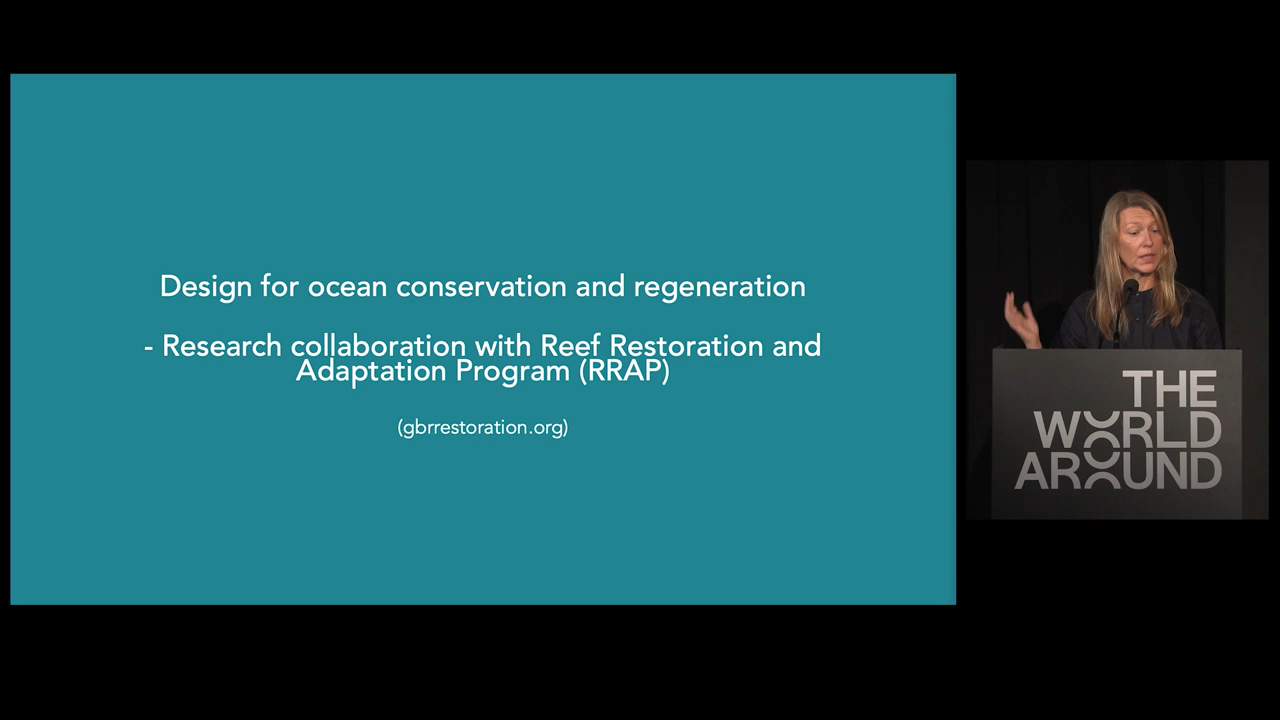 Design for ocean conservation and regeneration
- Research collaboration with Reef Restoration and
Adaptation Program (RRAP)
(gbrrestoration.org)
THE
WORLD
AROUND